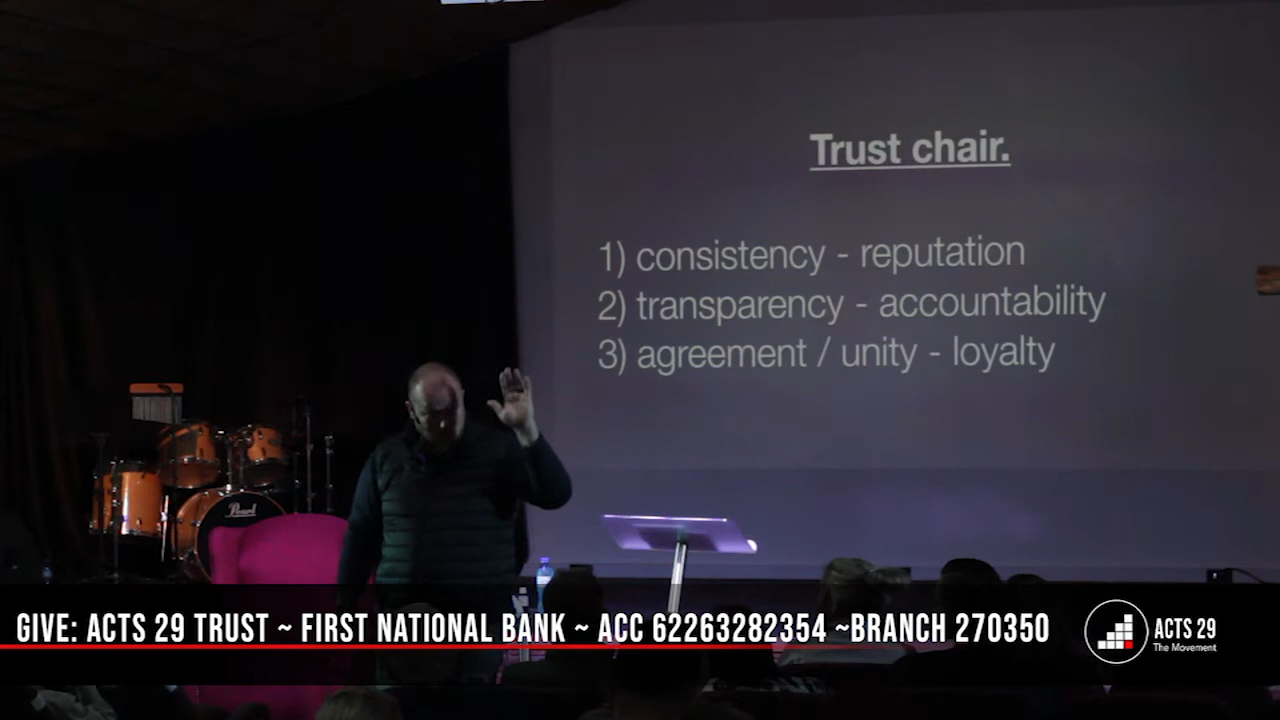 Trust chair.
1) consistency - reputation
2) transparency - accountability
3) agreement / unity - loyalty
Pearl
GIVE: ACTS 29 TRUST ~ FIRST NATIONAL BANK ~ ACC 62263282354 ~BRANCH 270350
ACTS 29
The Movement